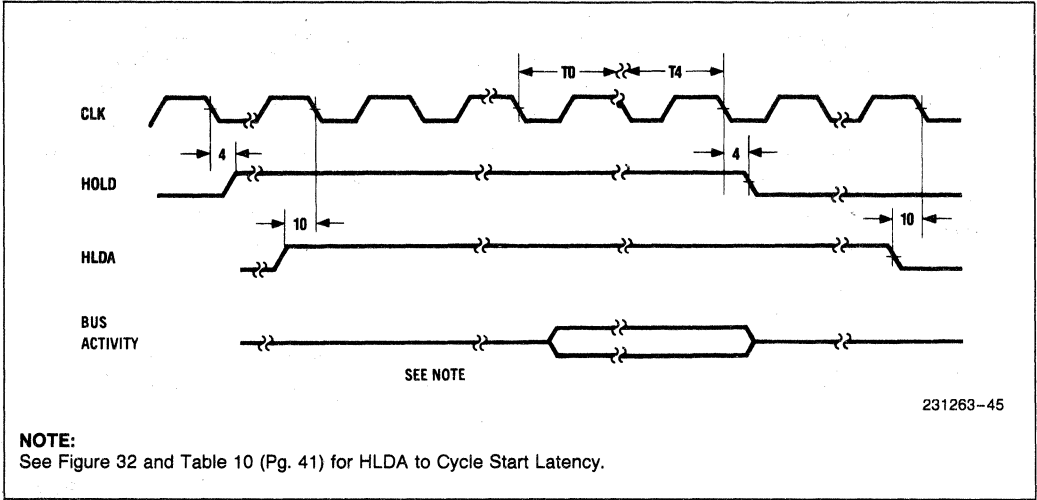 T0 T4
CLK
4 4
HOLD
10 10
HLDA
BUS
ACTIVITY
SEE NOTE
231263–45
NOTE:
See Figure 32 and Table 10 (Pg. 41) for HLDA to Cycle Start Latency.